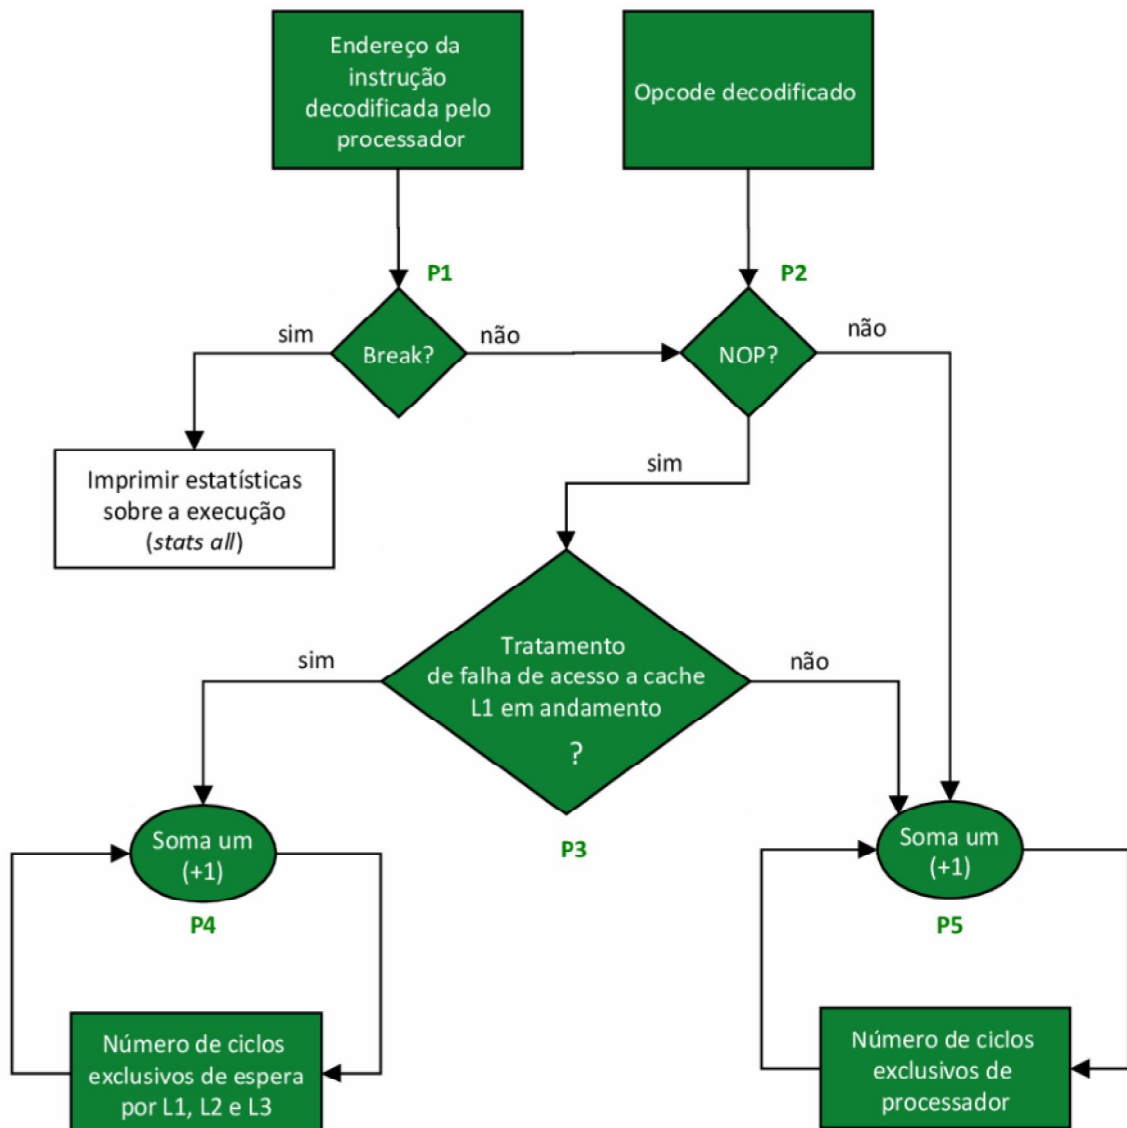 Endereço da
instrução
decodificada pelo
processador
Opcode decodificado
P1
P2
sim
Break?
não
NOP?
não
Imprimir estatísticas
sobre a execução
(stats all)
sim
Tratamento
de falha de acesso a cache
L1 em andamento
?
sim
não
P3
Soma um
(+1)
P4
Soma um
(+1)
P5
Número de ciclos
exclusivos de espera
por L1, L2 e L3
Número de ciclos
exclusivos de
processador